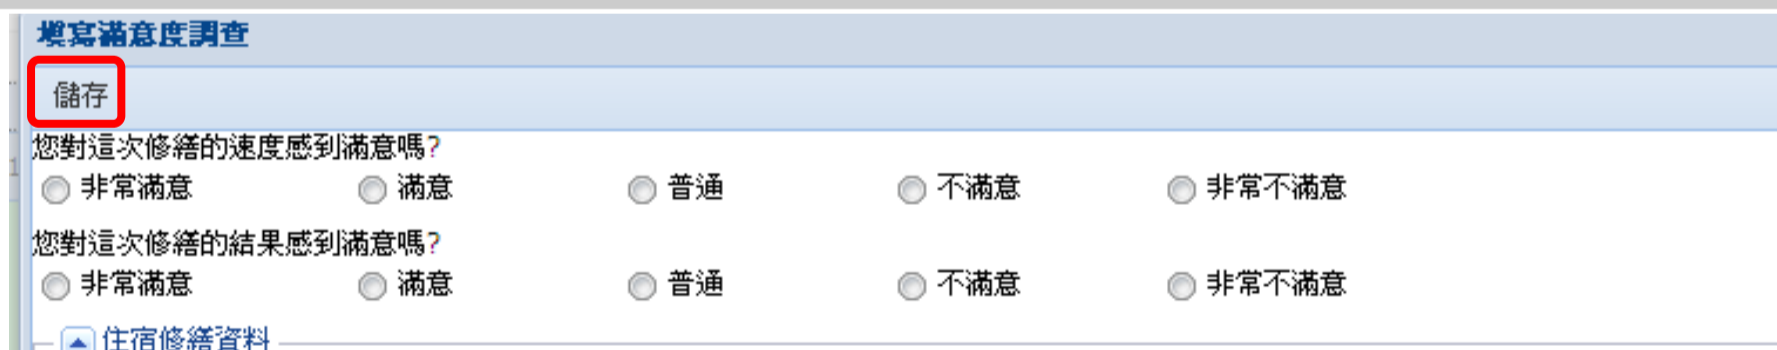 填寫滿意度調查
儲存
您對這次修繕的速度感到滿意嗎?
非常滿意 滿意 普通 不滿意 非常不滿意
您對這次修繕的結果感到滿意嗎?
非常滿意 滿意 普通 不滿意 非常不滿意
住宿修繕資料